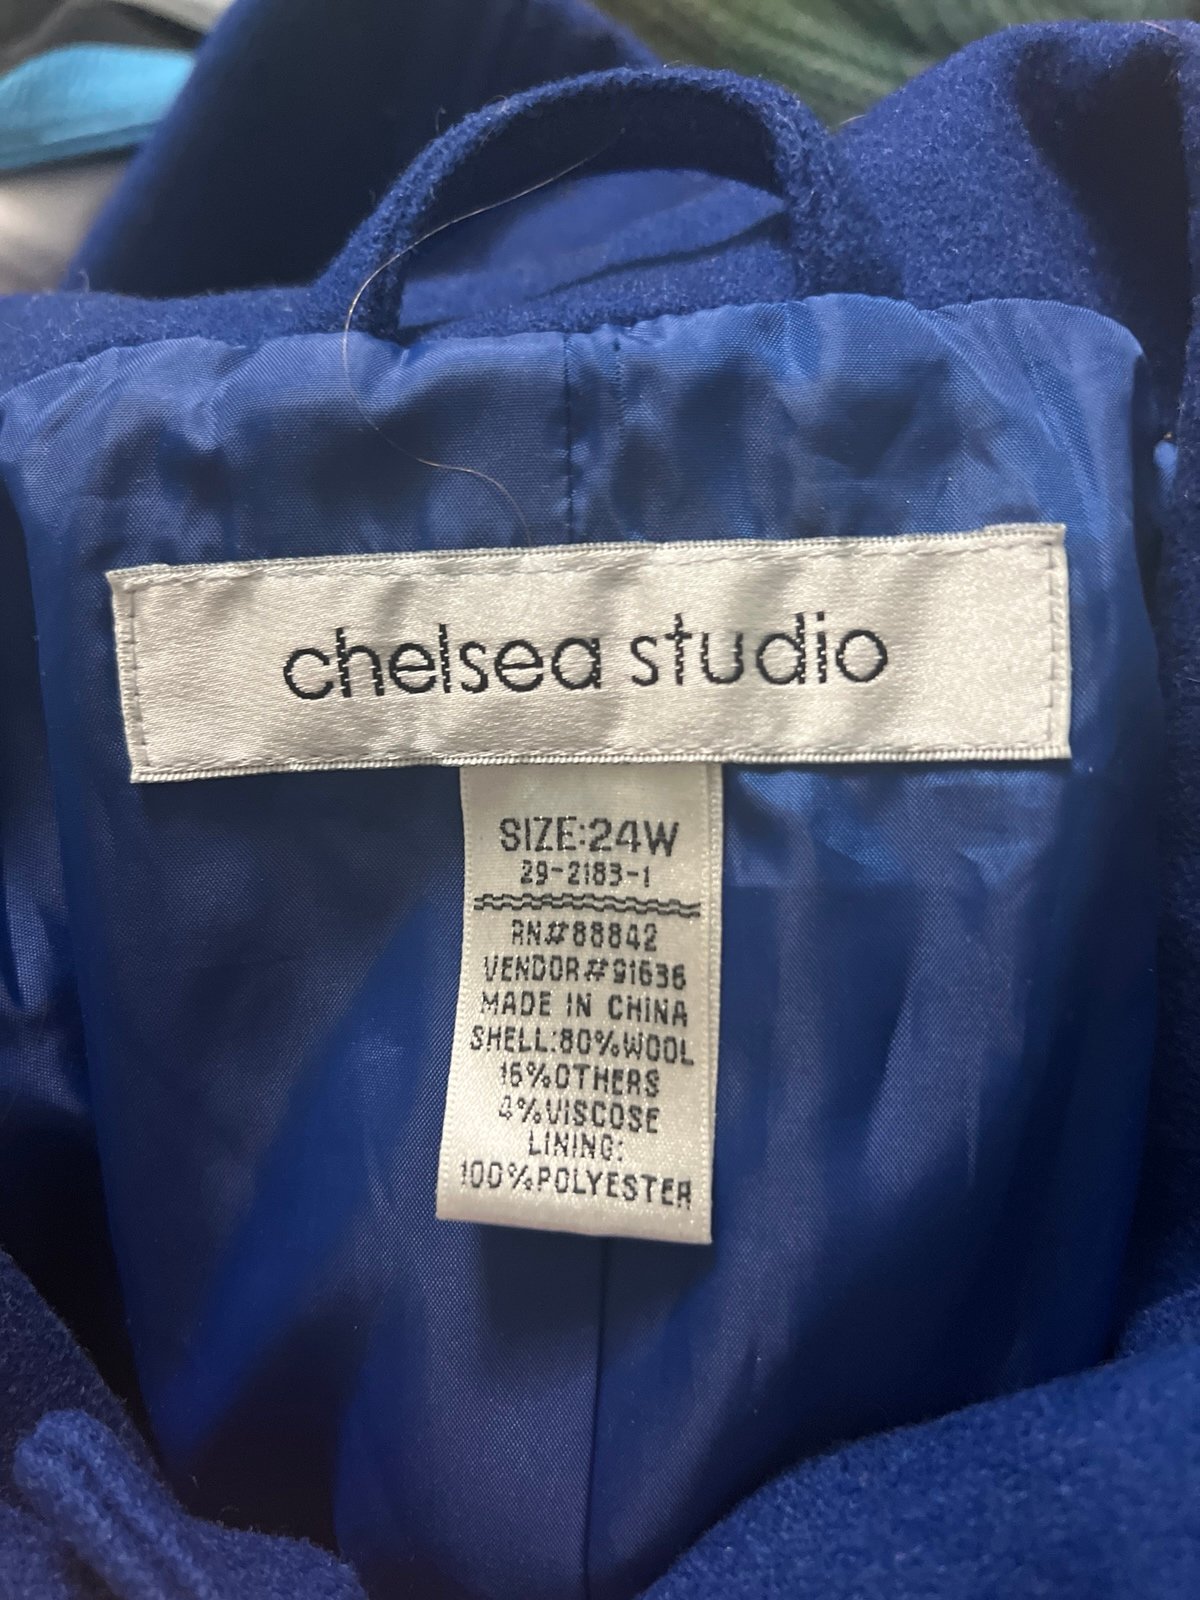 chelsea studio
SIZE:24W
29-2183-1
RN#88842
VENDOR#91636
MADE IN CHINA
SHELL:80%WOOL
16%OTHERS
4%VISCOSE
LINING:
100%POLYESTER